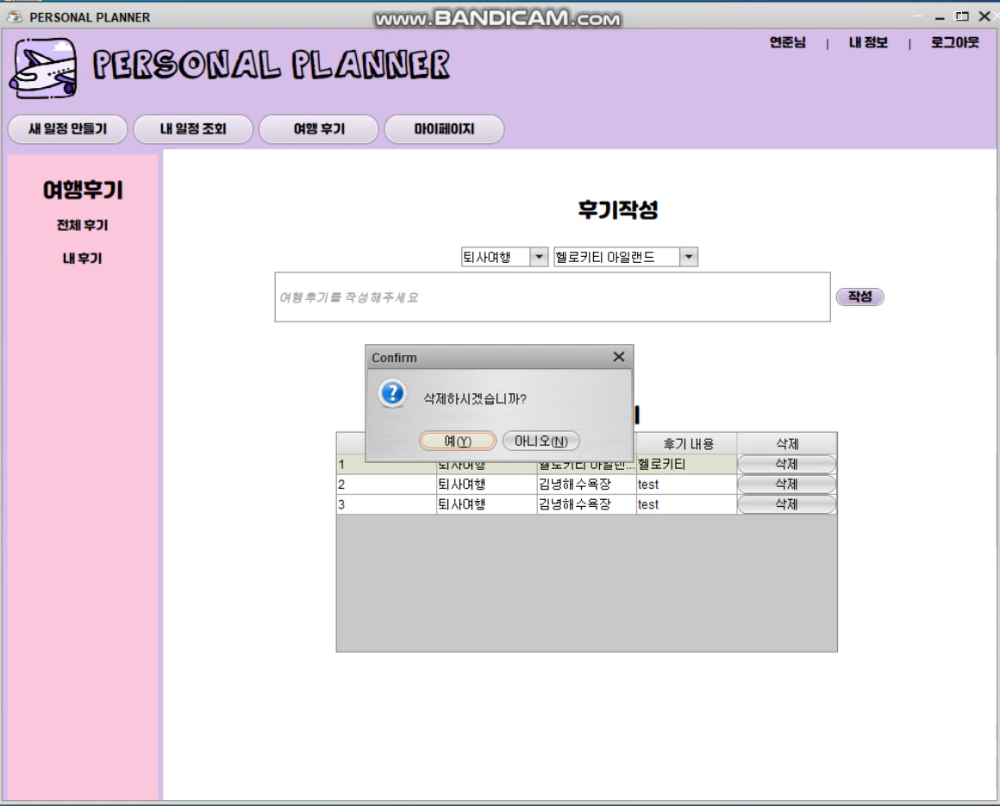 PERSONAL PLANNER
www.BANDICAM.com
연준님 | 내 정보 | 로그아웃
PERSONAL PLANNER
새 일정 만들기 내 일정 조회 여행 후기 마이페이지
여행후기
전체 후기
내 후기
후기작성
퇴사여행 헬로키티 아일랜드
여행후기를 작성해주세요
작성
Confirm
삭제하시겠습니까?
예(Y) 아니오(N)
후기 내용 삭제
1 퇴사여행 헬로키티 아일랜... 헬로키티 삭제
2 퇴사여행 김녕해수욕장 test 삭제
3 퇴사여행 김녕해수욕장 test 삭제